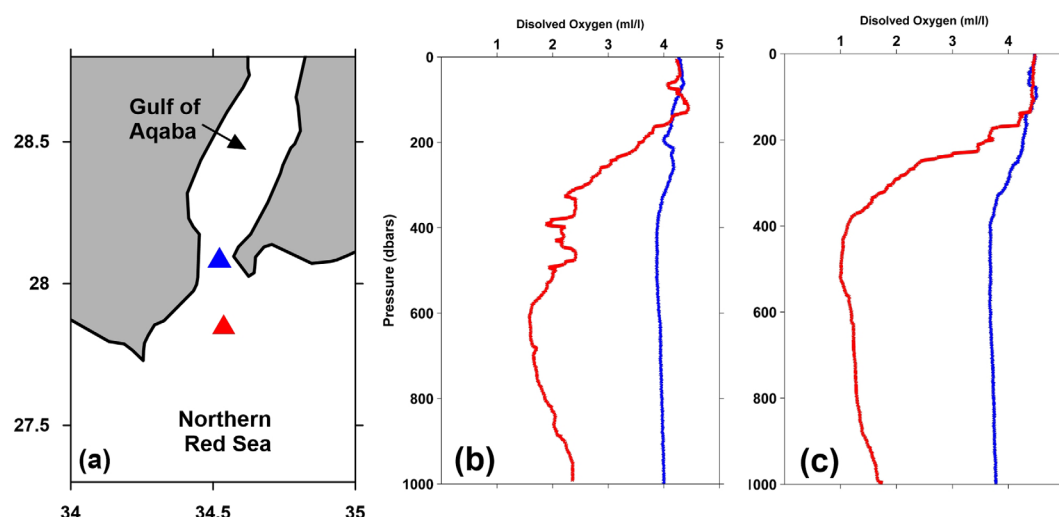 Gulf of
Aqaba
28.5
28
27.5
Northern
Red Sea
(a)
34
34.5
35
Dissolved Oxygen (ml/l)
1
2
3
4
5
0
200
400
600
800
1000
Pressure (dbars)
(b)
Dissolved Oxygen (ml/l)
1
2
3
4
0
200
400
600
800
1000
(c)